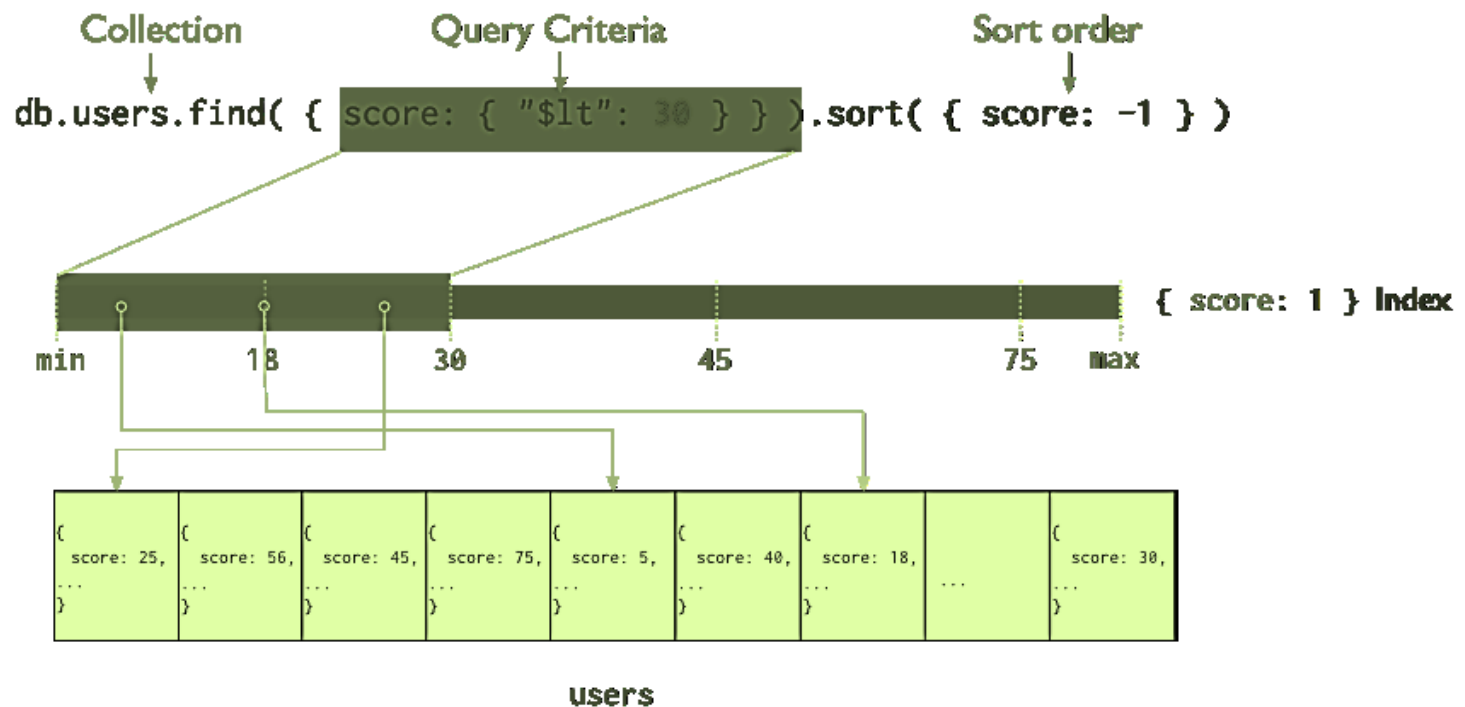 Collection Query Criteria Sort order
db.users.find( { score: { "$lt": 30 } } ).sort( { score: -1 } )
{ score: 1 } Index
min 18 30 45 75 max
{ { { { { { { {
score: 25, score: 56, score: 45, score: 75, score: 5, score: 40, score: 18, score: 30,
... ... ... ... ... ... ... ... ...
} } } } } } } }
users